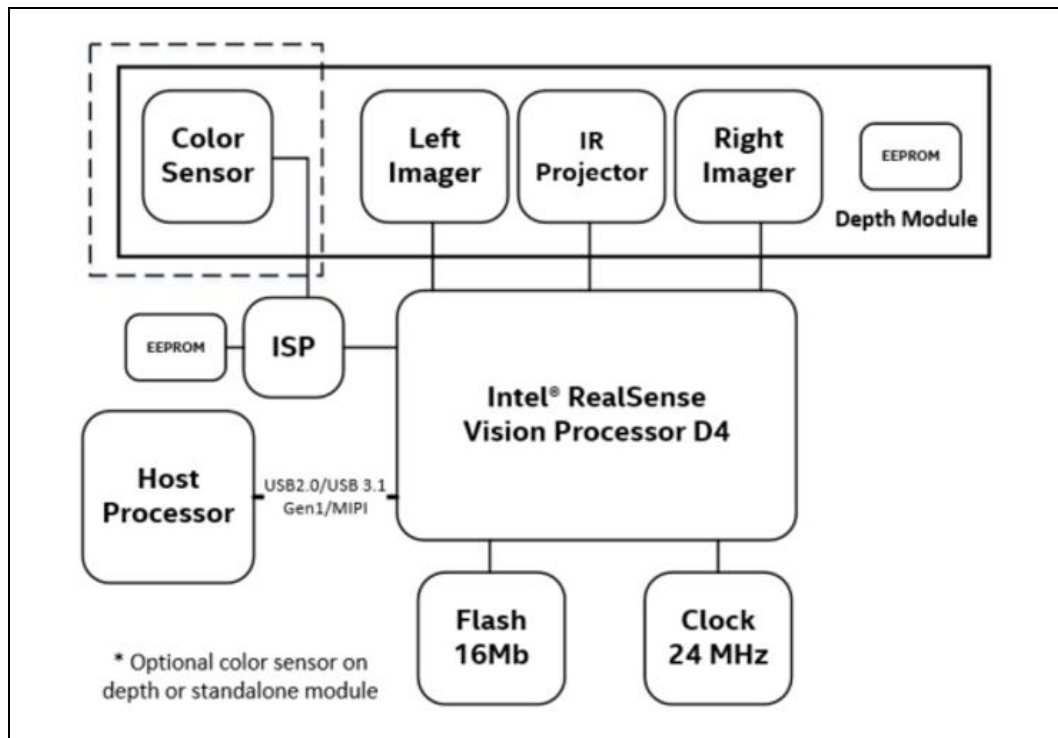 Color
Sensor
Left
Imager
IR
Projector
Right
Imager
EEPROM
Depth Module
EEPROM
ISP
Intel® RealSense
Vision Processor D4
Host
Processor
USB2.0/USB 3.1
Gen1/MIPI
Flash
16Mb
Clock
24 MHz
* Optional color sensor on
depth or standalone module